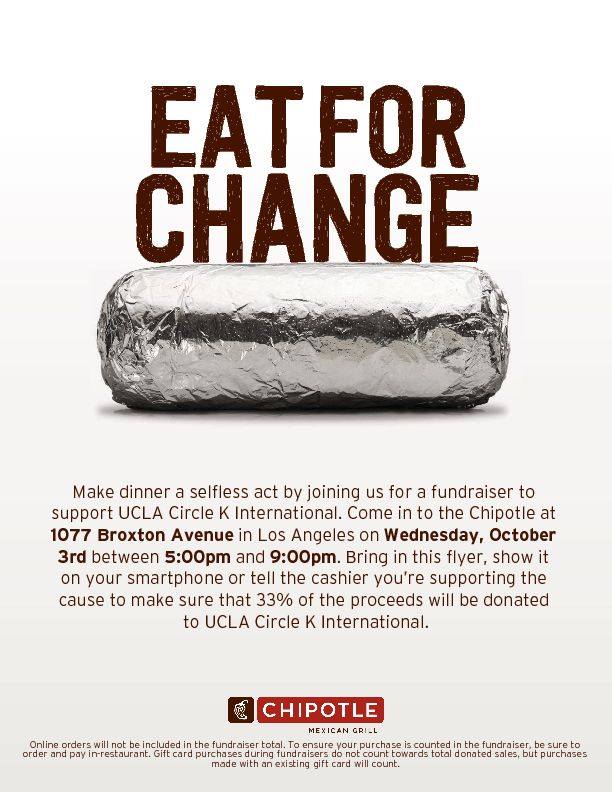 EAT FOR
CHANGE
Make dinner a selfless act by joining us for a fundraiser to
support UCLA Circle K International. Come in to the Chipotle at
1077 Broxton Avenue in Los Angeles on Wednesday, October
3rd between 5:00pm and 9:00pm. Bring in this flyer, show it
on your smartphone or tell the cashier you’re supporting the
cause to make sure that 33% of the proceeds will be donated
to UCLA Circle K International.
CHIPOTLE
MEXICAN GRILL
Online orders will not be included in the fundraiser total. To ensure your purchase is counted in the fundraiser, be sure to
order and pay in-restaurant. Gift card purchases during fundraisers do not count towards total donated sales, but purchases
made with an existing gift card will count.